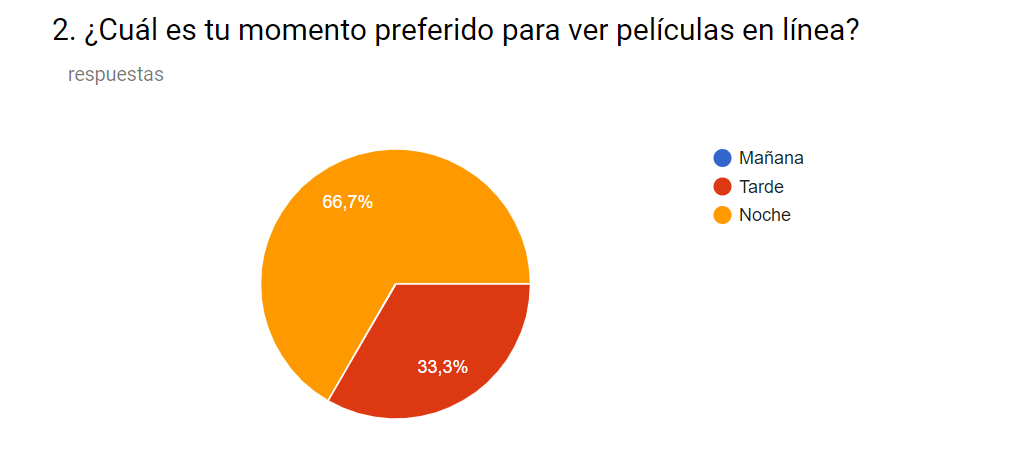 2. ¿Cuál es tu momento preferido para ver películas en línea?
respuestas
Mañana
Tarde
Noche
66,7%
33,3%